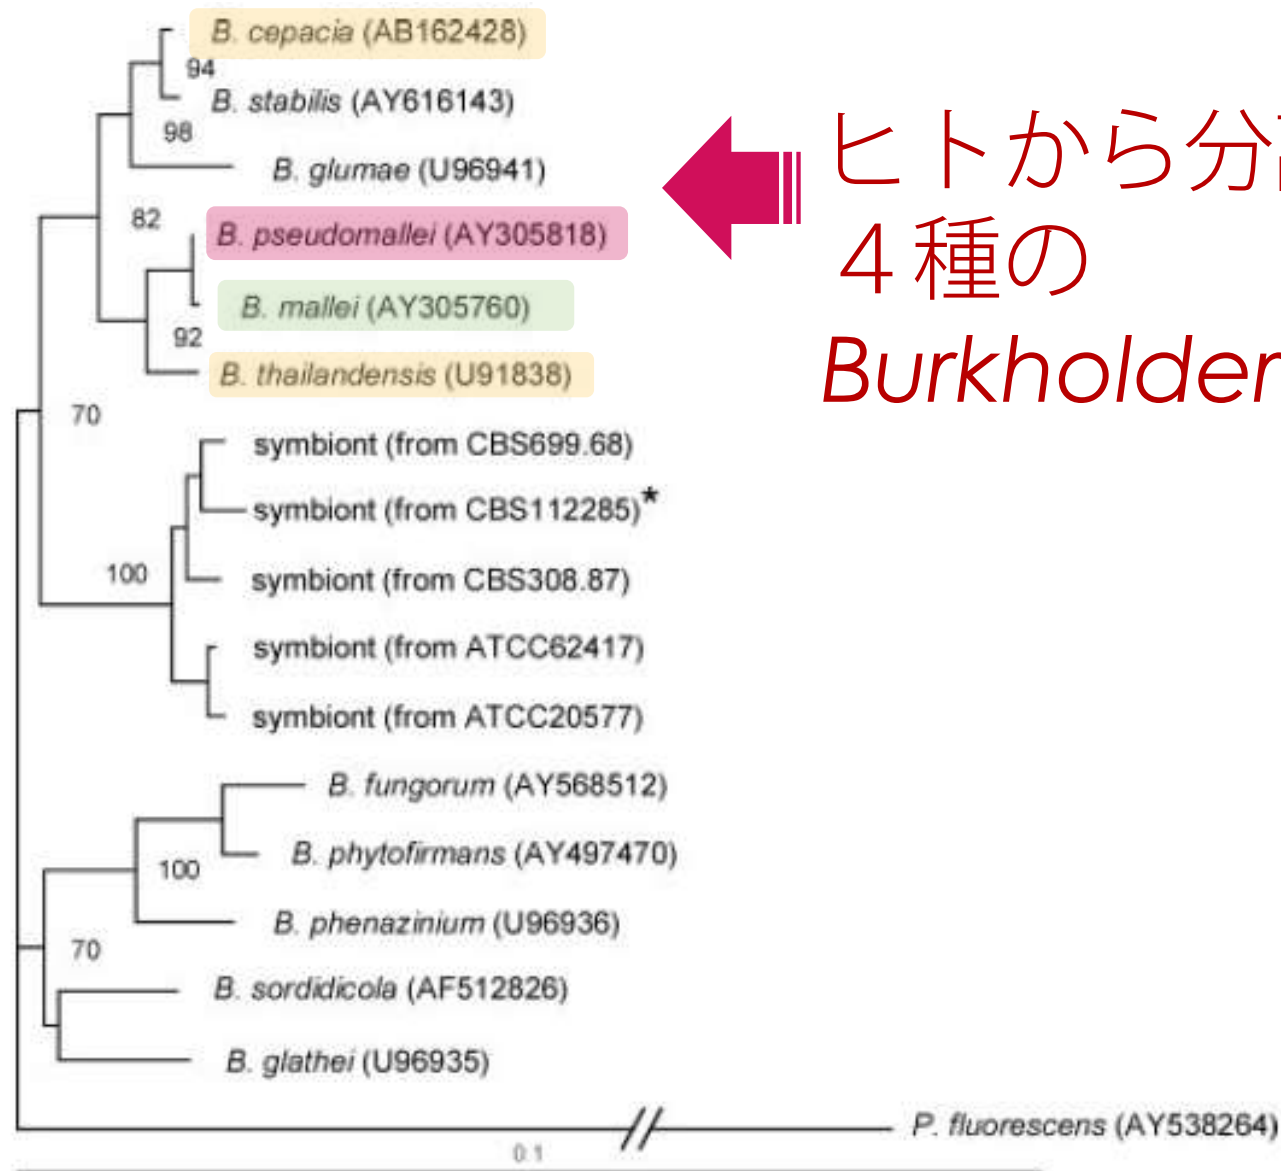 B. cepacia (AB162428)
94
B. stabilis (AY616143)
98
B. glumae (U96941)
82
B. pseudomallei (AY305818)
B. mallei (AY305760)
92
B. thailandensis (U91838)
70
symbiont (from CBS699.68)
symbiont (from CBS112285)*
100
symbiont (from CBS308.87)
symbiont (from ATCC62417)
symbiont (from ATCC20577)
B. fungorum (AY568512)
B. phytofirmans (AY497470)
100
B. phenazinium (U96936)
70
B. sordidicola (AF512826)
B. glathei (U96935)
P. fluorescens (AY538264)
0.1
ヒトから分
４種の
Burkholder